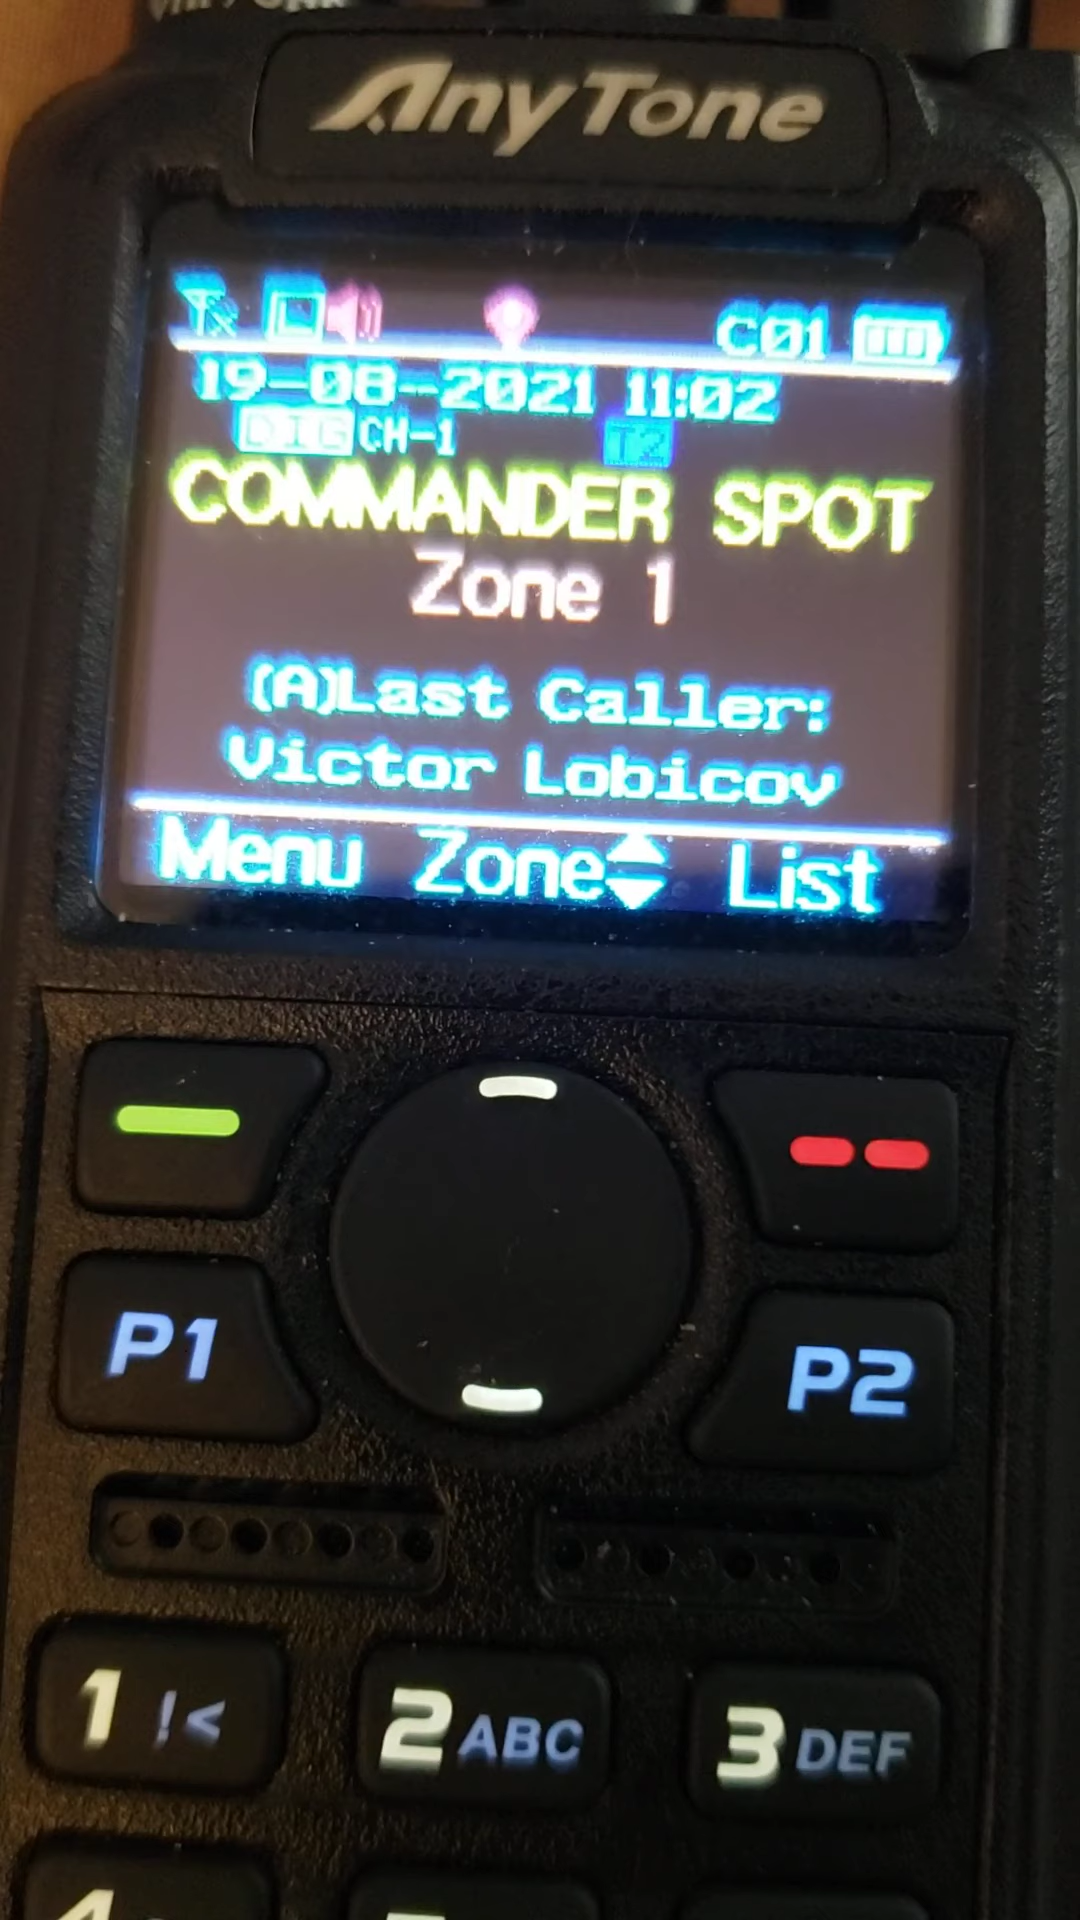 AnyTone
C01
19-08-2021 11:02
DIG CH-1 T2
COMMANDER SPOT
Zone 1
(A)Last Caller:
Victor Lobicov
Menu Zone List
P1 P2
1 !< 2 ABC 3 DEF